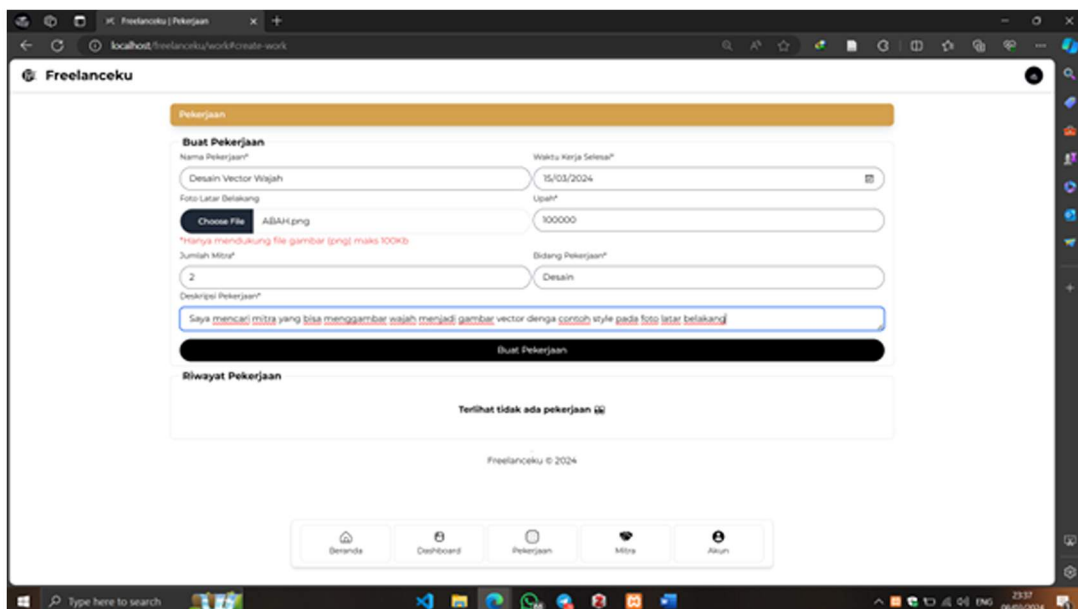 Freelanceku | Pekerjaan
localhost/freelanceku/work#create-work
Freelanceku
Pekerjaan
Buat Pekerjaan
Nama Pekerjaan* Waktu Kerja Selesai*
Desain Vector Wajah 15/03/2024
Foto Latar Belakang Upah*
Choose File ABAH.png 100000
*Hanya mendukung file gambar (png) maks 100Kb
Jumlah Mitra* Bidang Pekerjaan*
2 Desain
Deskripsi Pekerjaan*
Saya mencari mitra yang bisa menggambar wajah menjadi gambar vector denga contoh style pada foto latar belakang
Buat Pekerjaan
Riwayat Pekerjaan
Terlihat tidak ada pekerjaan
Freelanceku © 2024
Beranda Dashboard Pekerjaan Mitra Akun
Type here to search ENG 23:37